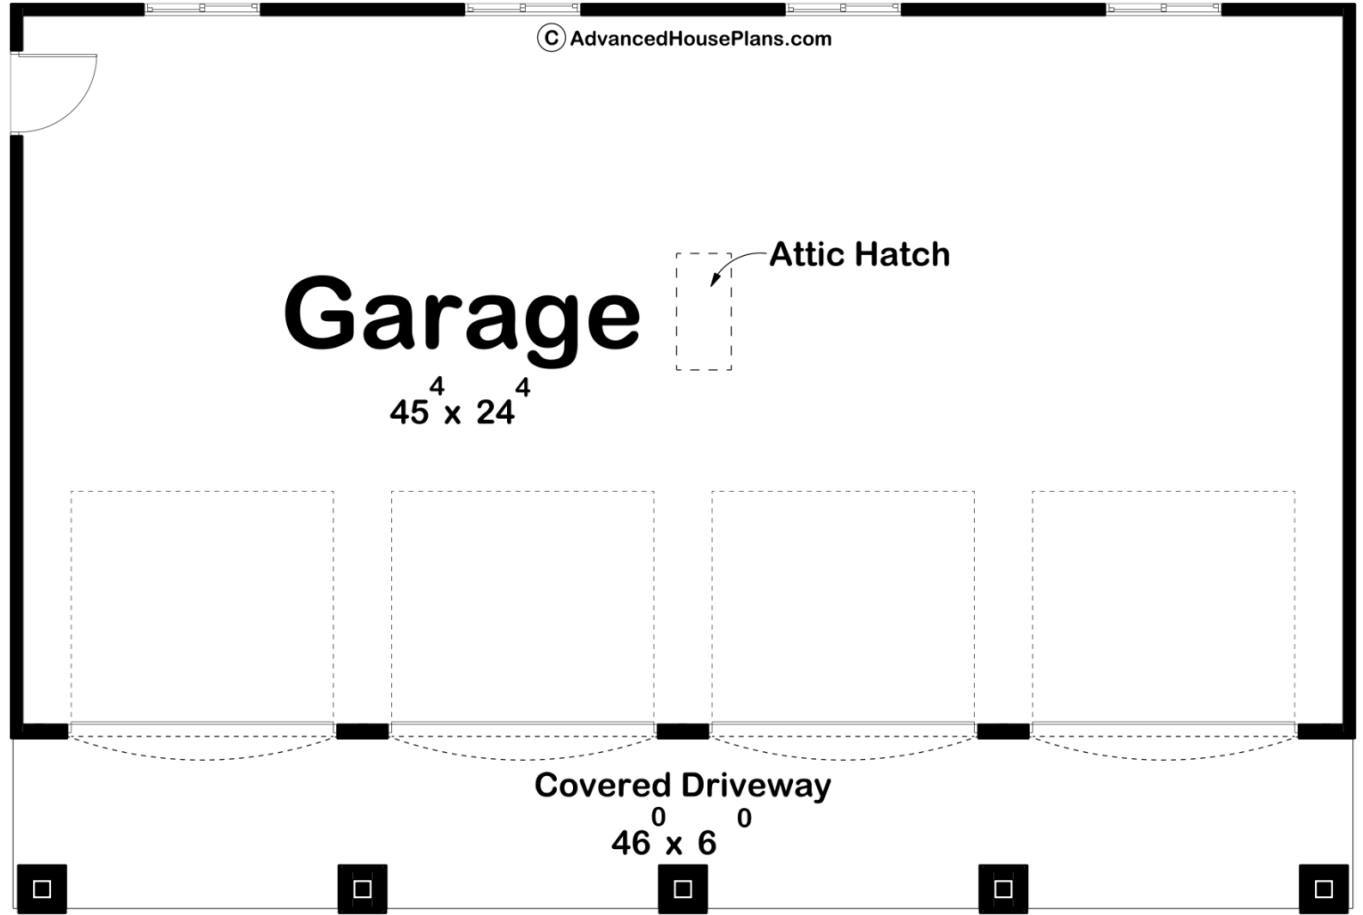 © AdvancedHousePlans.com
Attic Hatch
Garage
45⁴ x 24⁴
Covered Driveway
46⁰ x 6⁰